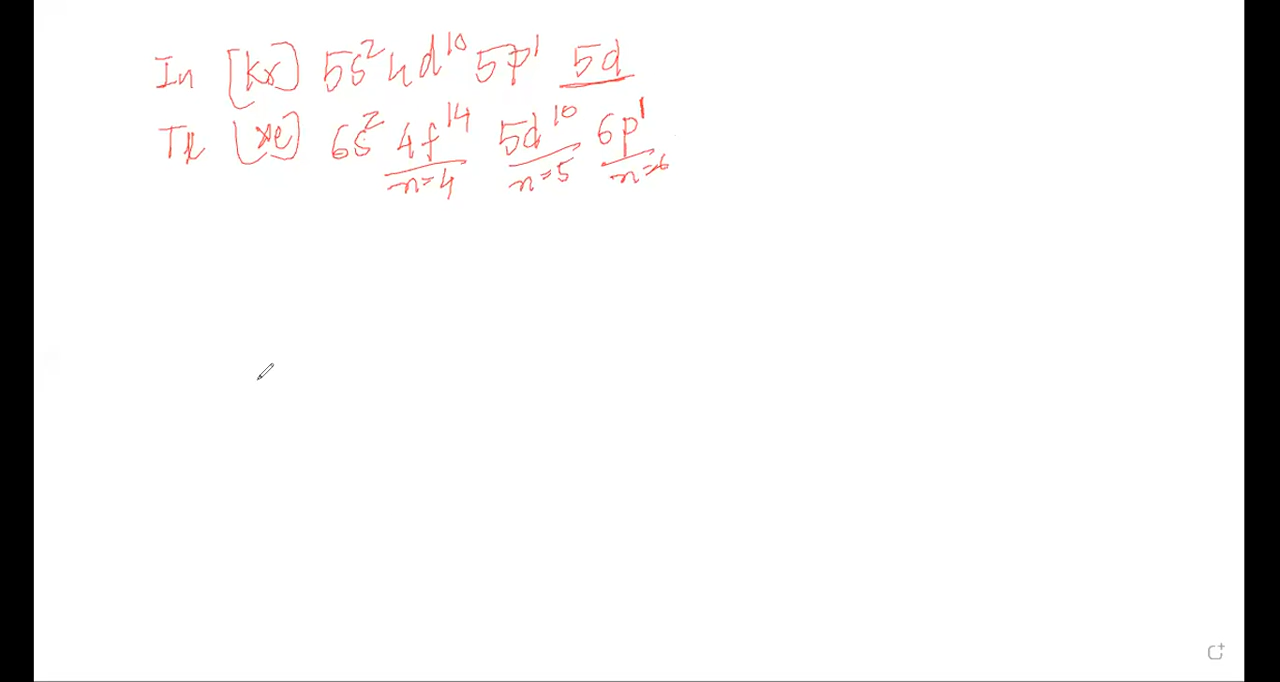 In [Kr] 5s² 4d¹⁰ 5p¹ 5d
Tl [Xe] 6s² 4f¹⁴ 5d¹⁰ 6p¹
n=4 n=5 n=6